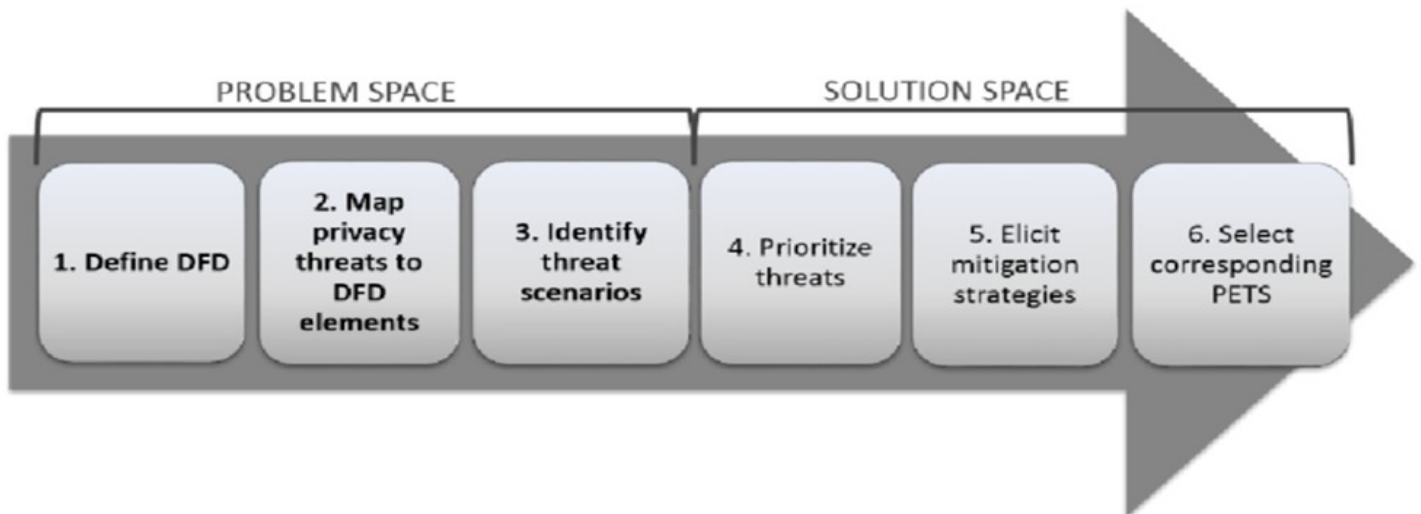 PROBLEM SPACE
SOLUTION SPACE
1. Define DFD
2. Map
privacy
threats to
DFD
elements
3. Identify
threat
scenarios
4. Prioritize
threats
5. Elicit
mitigation
strategies
6. Select
corresponding
PETS